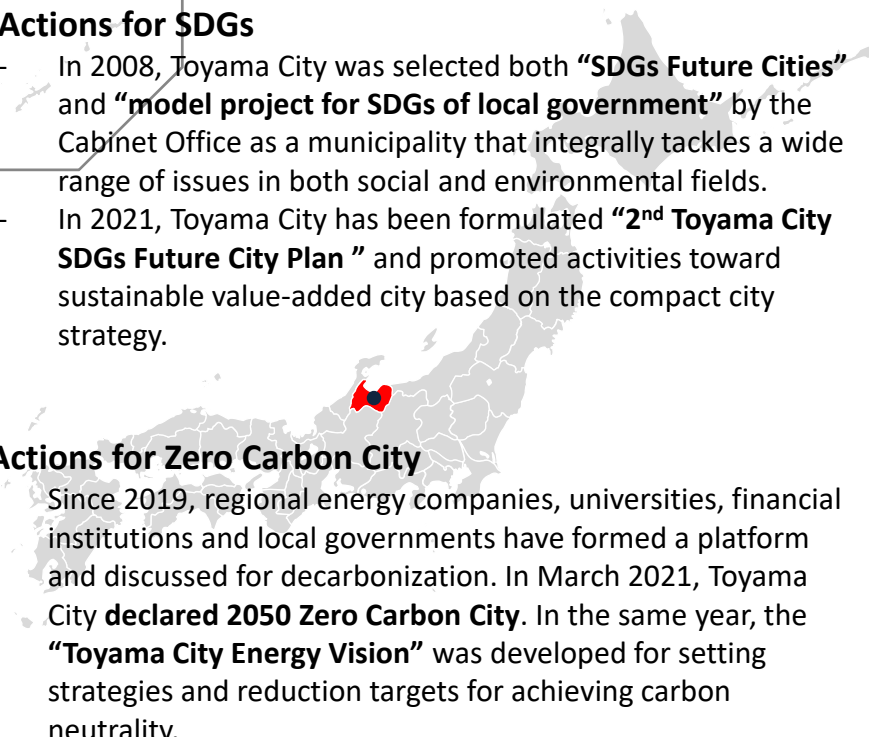 Actions for SDGs
- In 2008, Toyama City was selected both “SDGs Future Cities”
and “model project for SDGs of local government” by the
Cabinet Office as a municipality that integrally tackles a wide
range of issues in both social and environmental fields.
- In 2021, Toyama City has been formulated “2nd Toyama City
SDGs Future City Plan ” and promoted activities toward
sustainable value-added city based on the compact city
strategy.
Actions for Zero Carbon City
Since 2019, regional energy companies, universities, financial
institutions and local governments have formed a platform
and discussed for decarbonization. In March 2021, Toyama
City declared 2050 Zero Carbon City. In the same year, the
“Toyama City Energy Vision” was developed for setting
strategies and reduction targets for achieving carbon
neutrality.